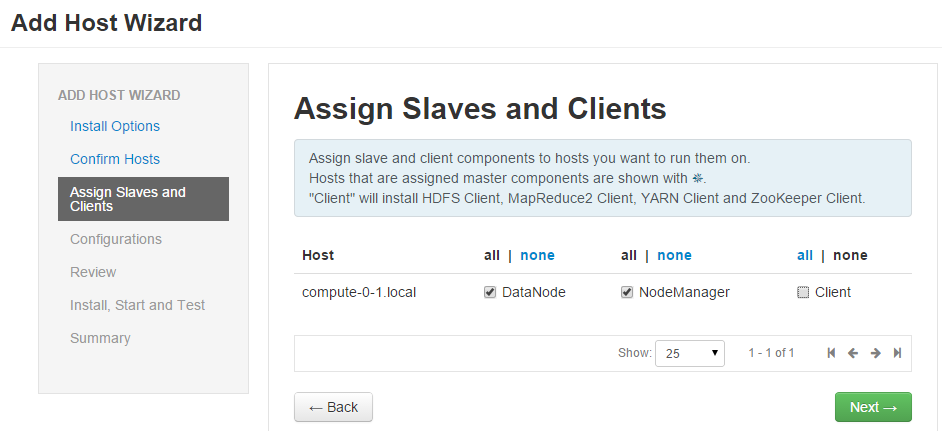 Add Host Wizard
ADD HOST WIZARD
Install Options
Confirm Hosts
Assign Slaves and
Clients
Configurations
Review
Install, Start and Test
Summary
Assign Slaves and Clients
Assign slave and client components to hosts you want to run them on.
Hosts that are assigned master components are shown with ✵.
"Client" will install HDFS Client, MapReduce2 Client, YARN Client and ZooKeeper Client.
Host all | none all | none all | none
compute-0-1.local DataNode NodeManager Client
Show: 25 1 - 1 of 1
← Back Next →